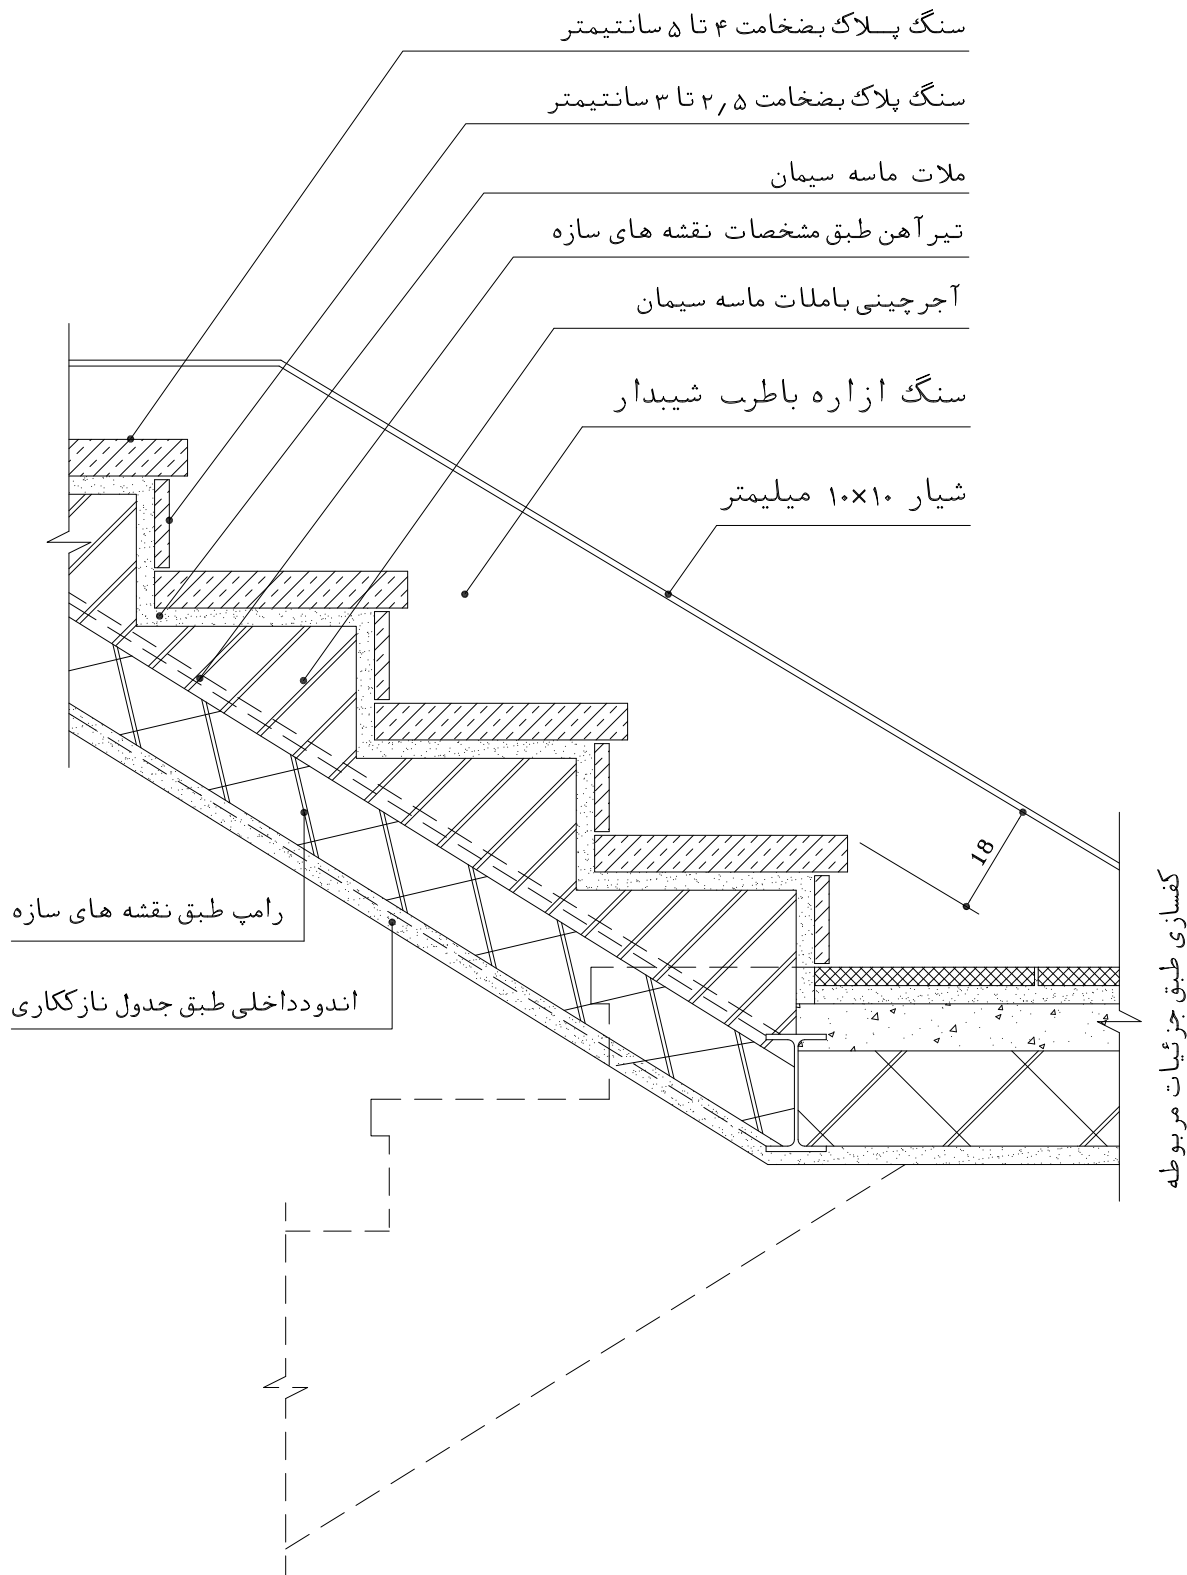 سنگ پلاک بضخامت ۴ تا ۵ سانتیمتر
سنگ پلاک بضخامت ۲٫۵ تا ۳ سانتیمتر
ملات ماسه سیمان
تیرآهن طبق مشخصات نقشه های سازه
آجرچینی باملات ماسه سیمان
سنگ ازاره باطرب شیبدار
شیار ۱۰×۱۰ میلیمتر
18
رامپ طبق نقشه های سازه
اندودداخلی طبق جدول نازککاری
کفسازی طبق جزئیات مربوطه